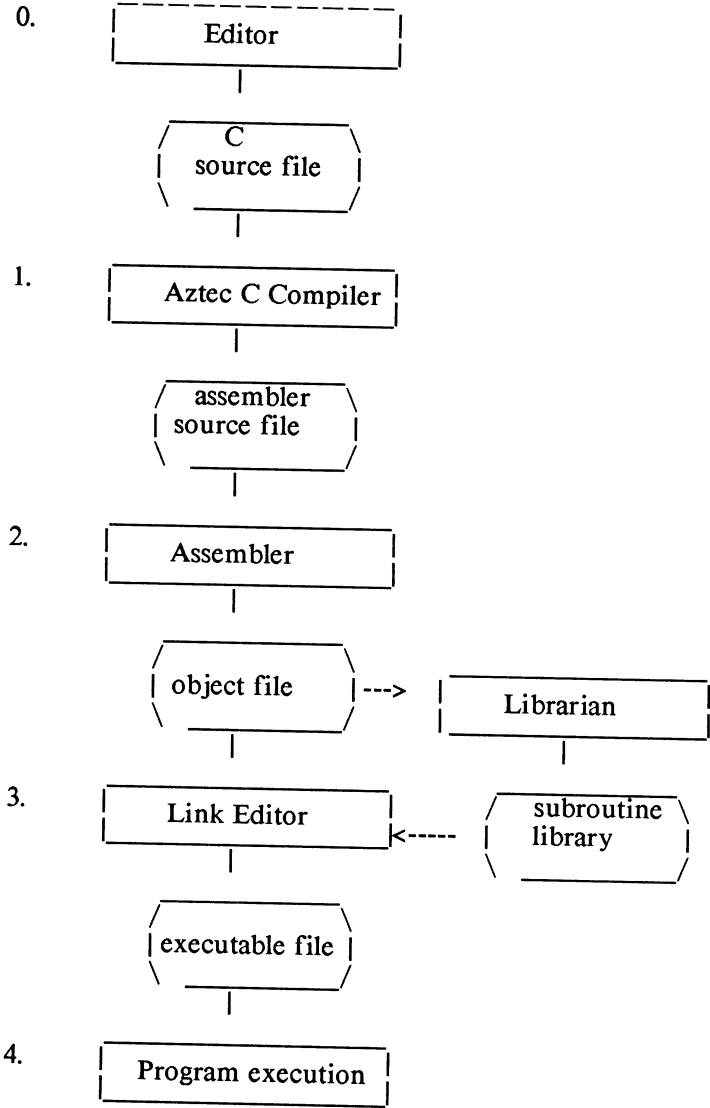 0.
Editor
C
source file
1.
Aztec C Compiler
assembler
source file
2.
Assembler
object file --->
Librarian
3.
Link Editor
<-----
subroutine
library
executable file
4.
Program execution